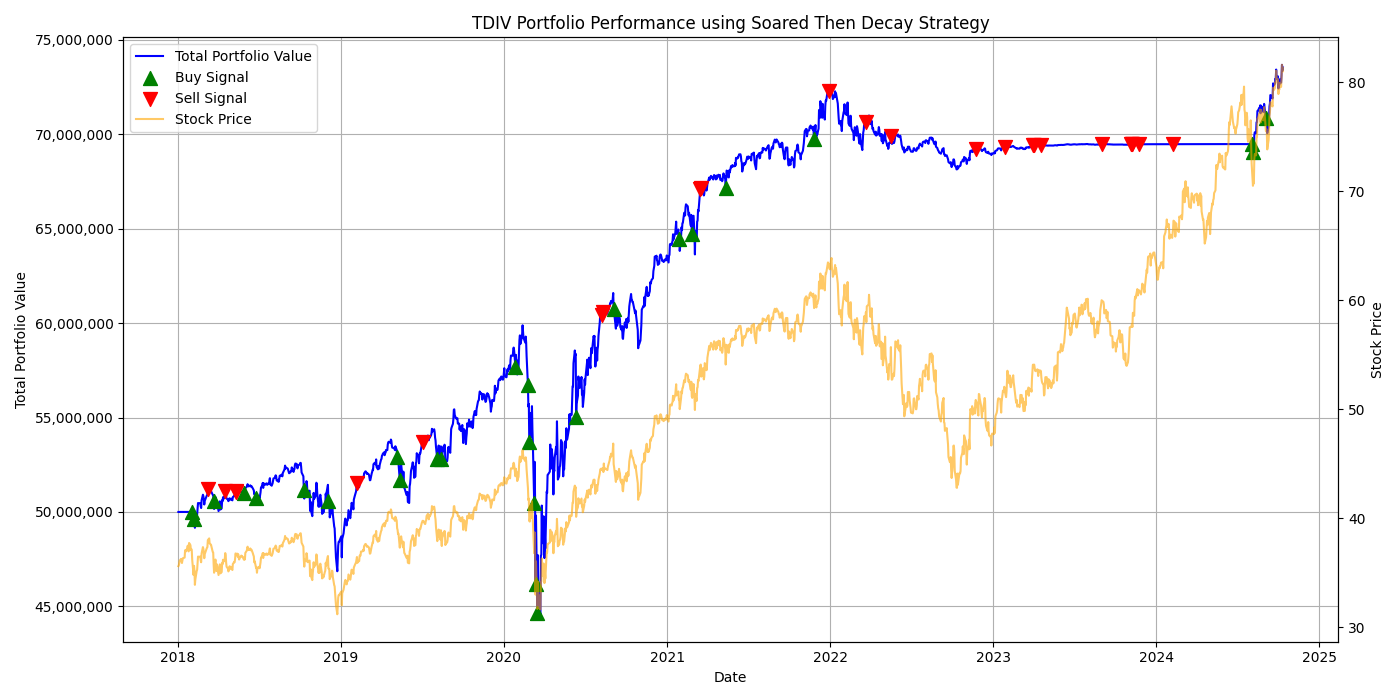 TDIV Portfolio Performance using Soared Then Decay Strategy
Total Portfolio Value
Buy Signal
Sell Signal
Stock Price
75,000,000
70,000,000
65,000,000
60,000,000
55,000,000
50,000,000
45,000,000
Total Portfolio Value
80
70
60
50
40
30
Stock Price
2018 2019 2020 2021 2022 2023 2024 2025
Date